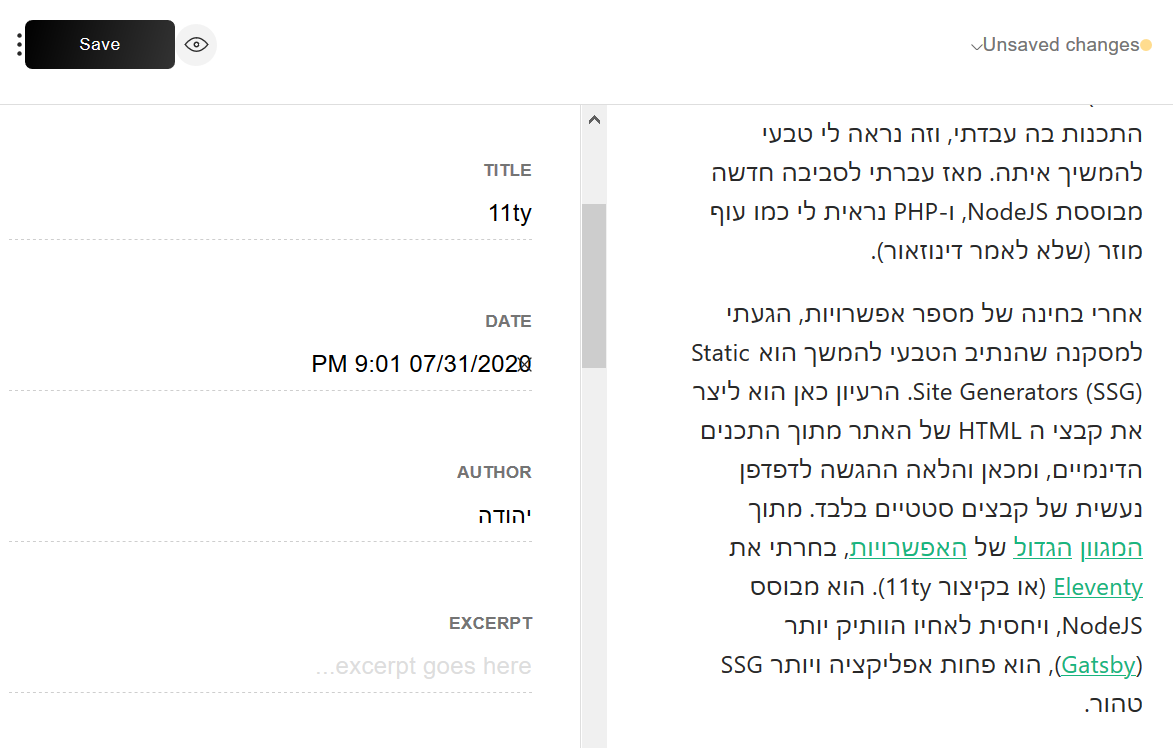 Save
Unsaved changes
TITLE
11ty
DATE
PM 9:01 07/31/2020
AUTHOR
יהודה
EXCERPT
...excerpt goes here
התכנות בה עבדתי, וזה נראה לי טבעי
להמשיך איתה. מאז עברתי לסביבה חדשה
מבוססת NodeJS, ו-PHP נראית לי כמו עוף
מוזר (שלא לאמר דינוזאור).
אחרי בחינה של מספר אפשרויות, הגעתי
למסקנה שהנתיב הטבעי להמשך הוא Static
Site Generators (SSG). הרעיון כאן הוא ליצר
את קבצי ה HTML של האתר מתוך התכנים
הדינמיים, ומכאן והלאה ההגשה לדפדפן
נעשית של קבצים סטטיים בלבד. מתוך
המגוון הגדול של האפשרויות, בחרתי את
Eleventy (או בקיצור 11ty). הוא מבוסס
NodeJS, ויחסית לאחיו הוותיק יותר
(Gatsby), הוא פחות אפליקציה ויותר SSG
טהור.